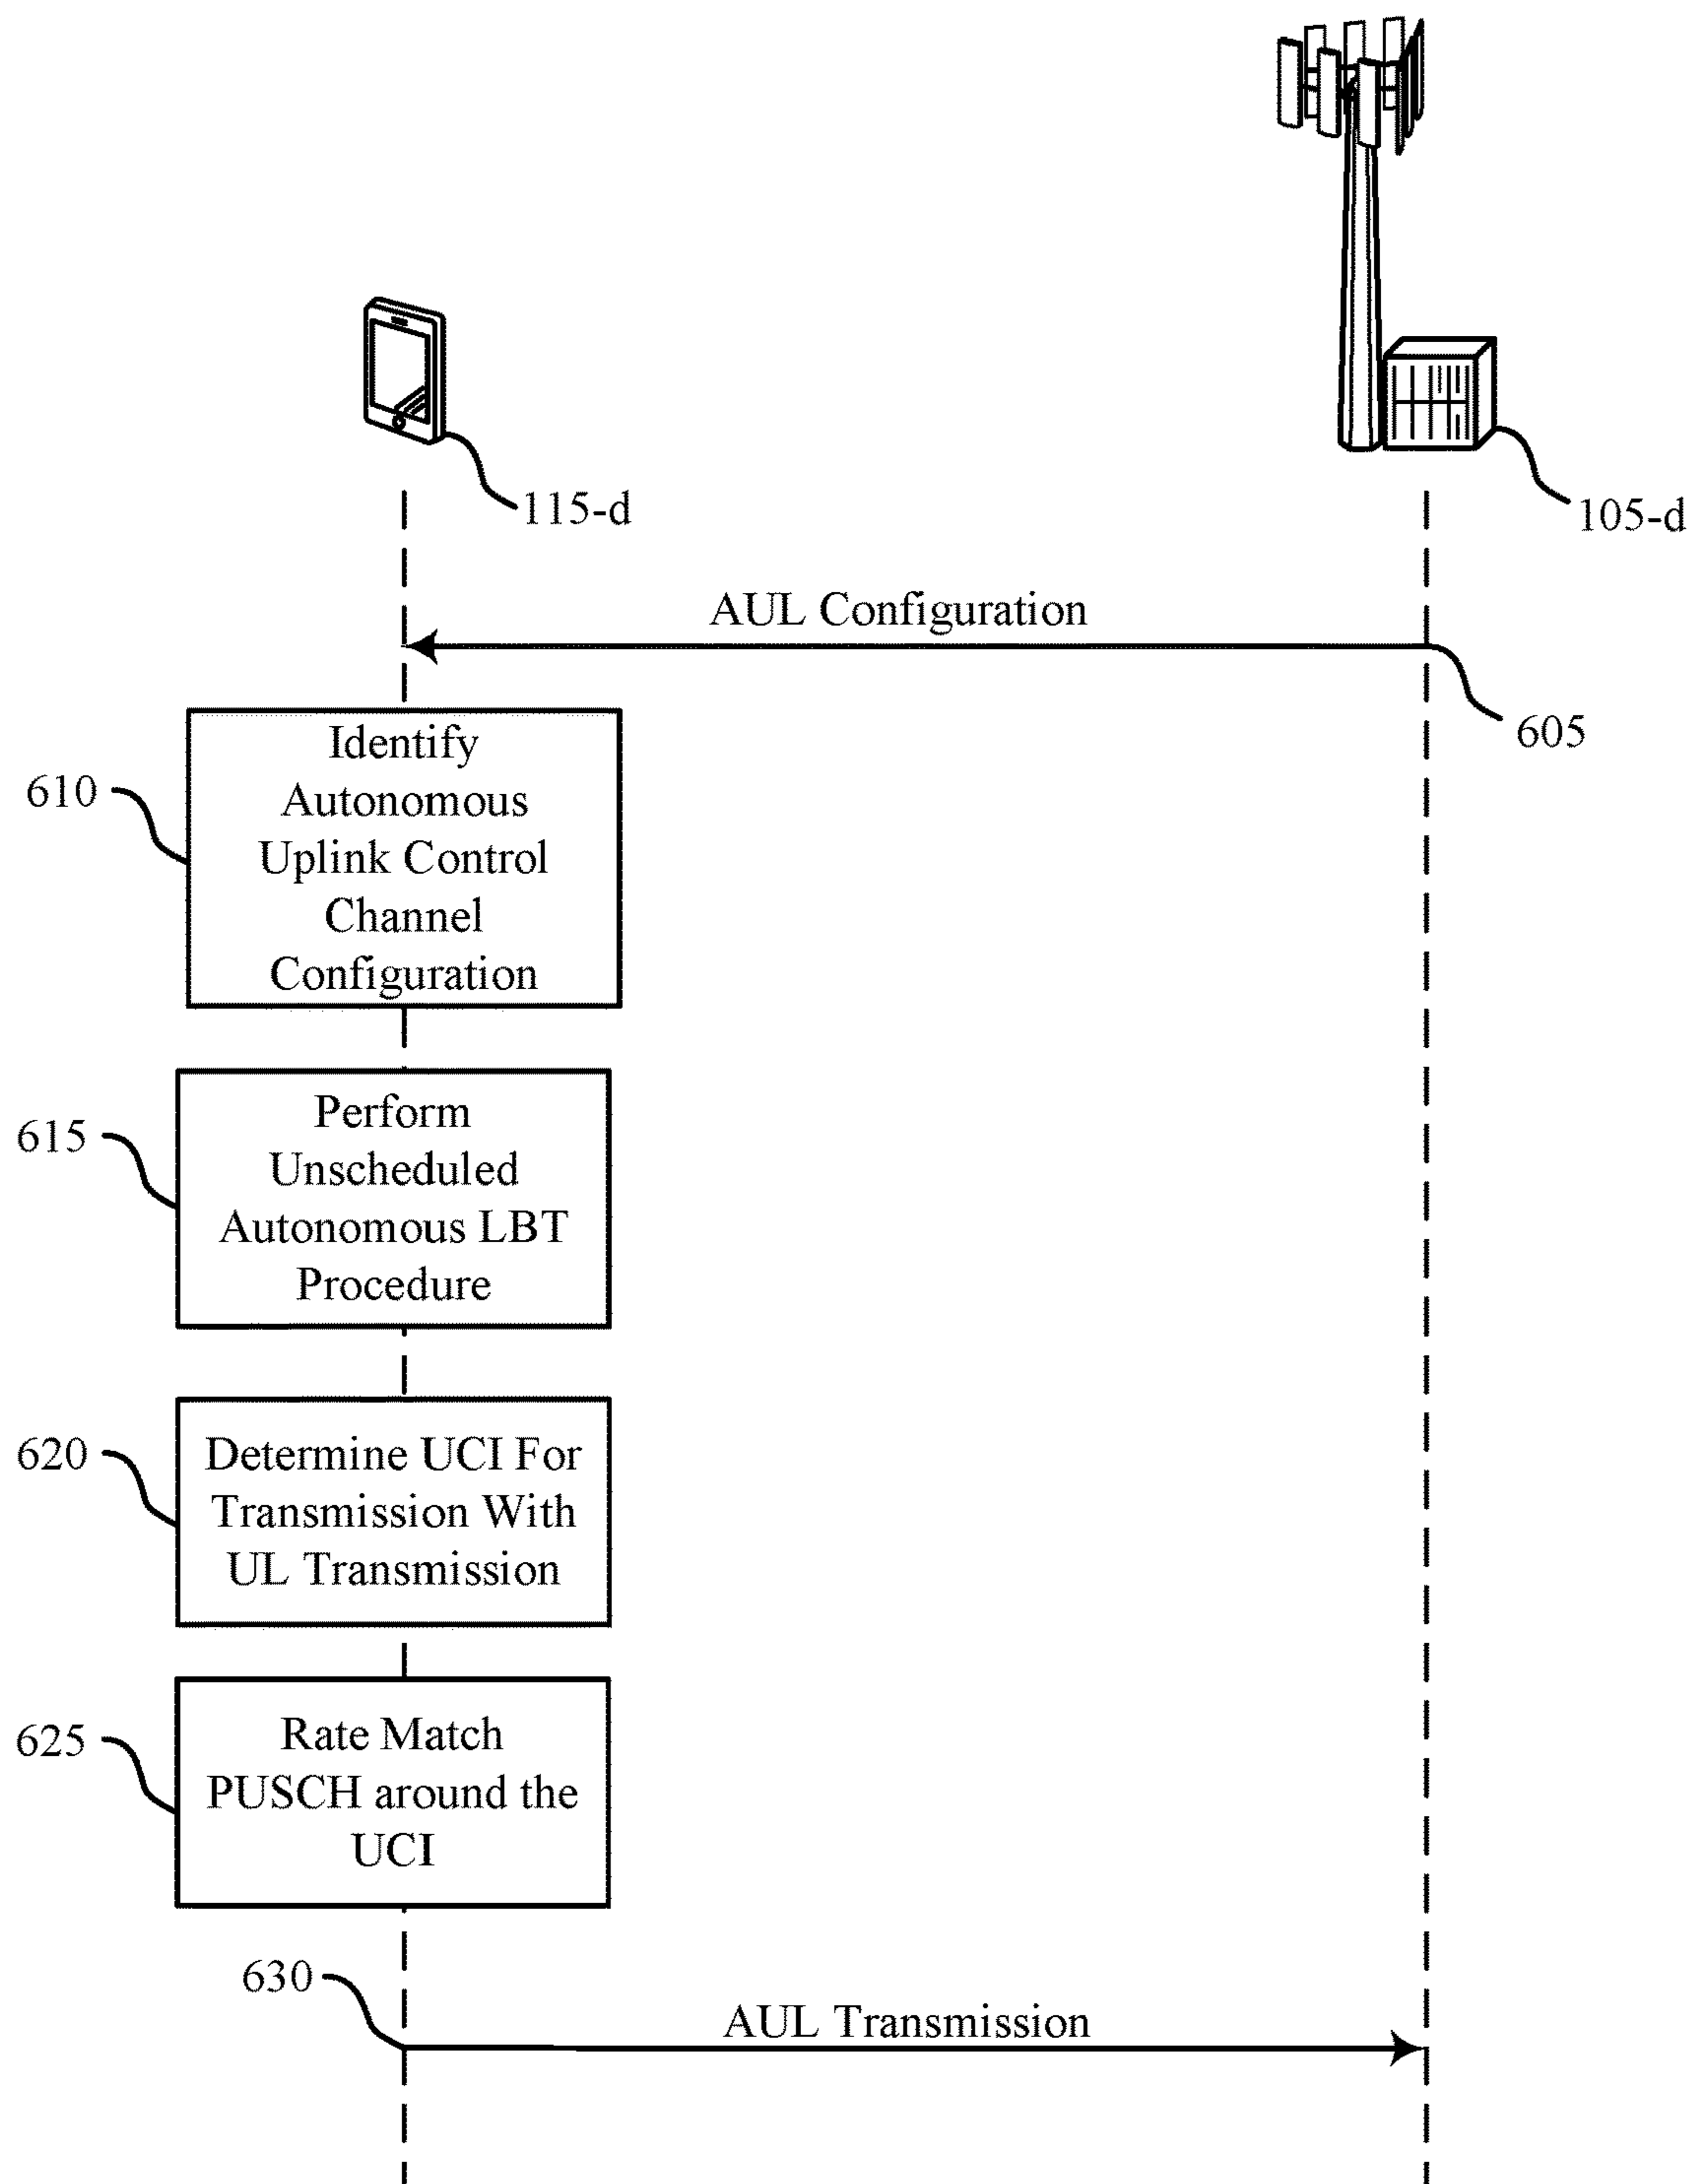 115-d
105-d
AUL Configuration
605
610
Identify
Autonomous
Uplink Control
Channel
Configuration
615
Perform
Unscheduled
Autonomous LBT
Procedure
620
Determine UCI For
Transmission With
UL Transmission
625
Rate Match
PUSCH around the
UCI
630
AUL Transmission